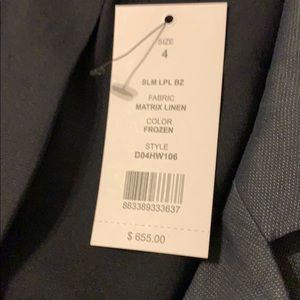 SIZE
4
SLM LPL BZ
FABRIC
MATRIX LINEN
COLOR
FROZEN
STYLE
D04HW106
883389333637
$ 655.00